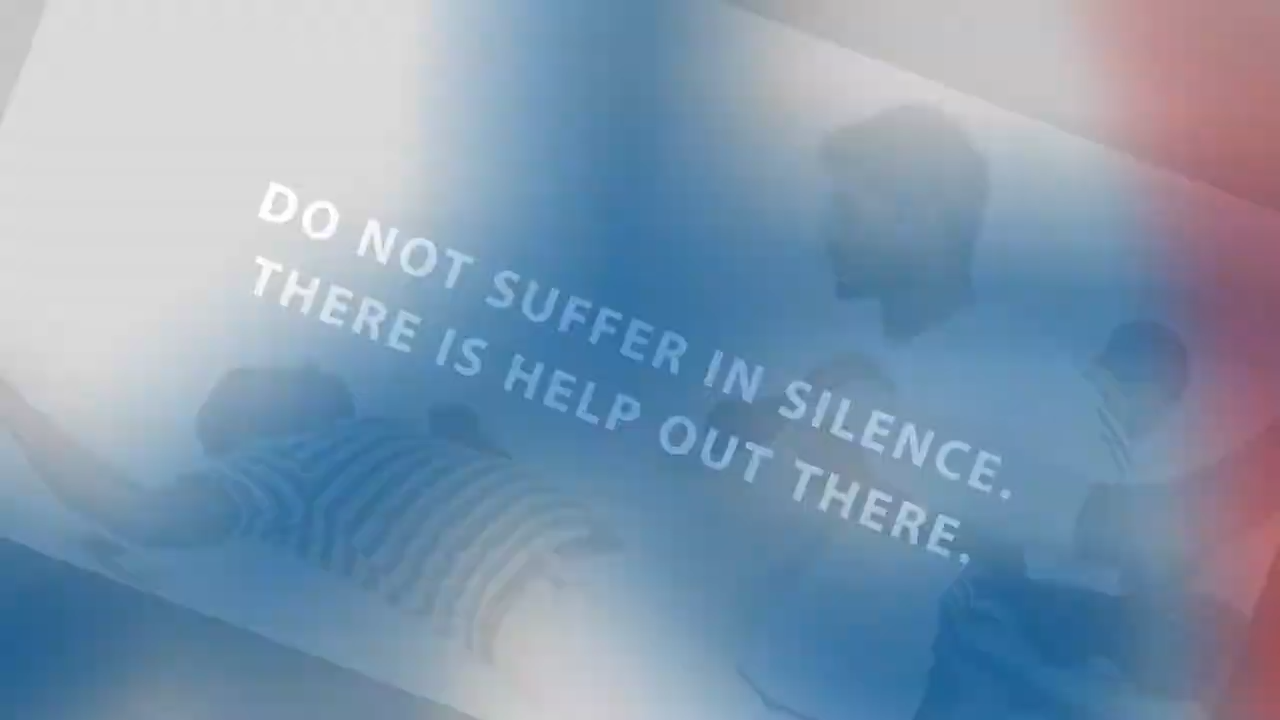 DO NOT SUFFER IN SILENCE.
THERE IS HELP OUT THERE.